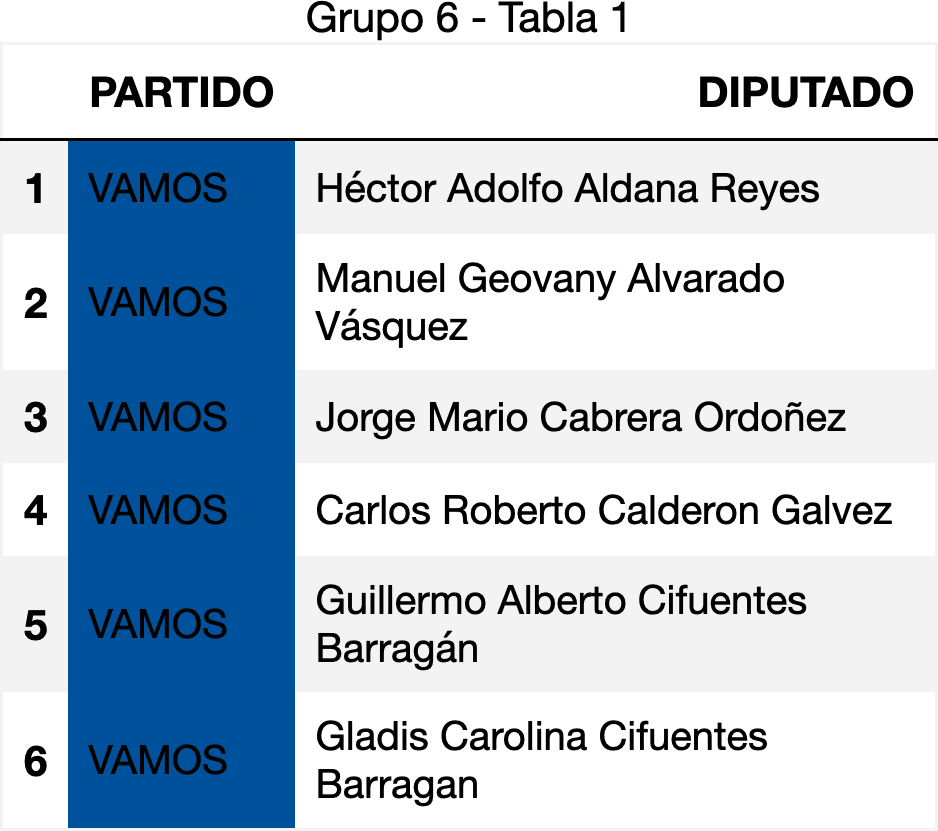 Grupo 6 - Tabla 1
PARTIDO DIPUTADO
1 VAMOS Héctor Adolfo Aldana Reyes
2 VAMOS Manuel Geovany Alvarado
Vásquez
3 VAMOS Jorge Mario Cabrera Ordoñez
4 VAMOS Carlos Roberto Calderon Galvez
5 VAMOS Guillermo Alberto Cifuentes
Barragán
6 VAMOS Gladis Carolina Cifuentes
Barragan